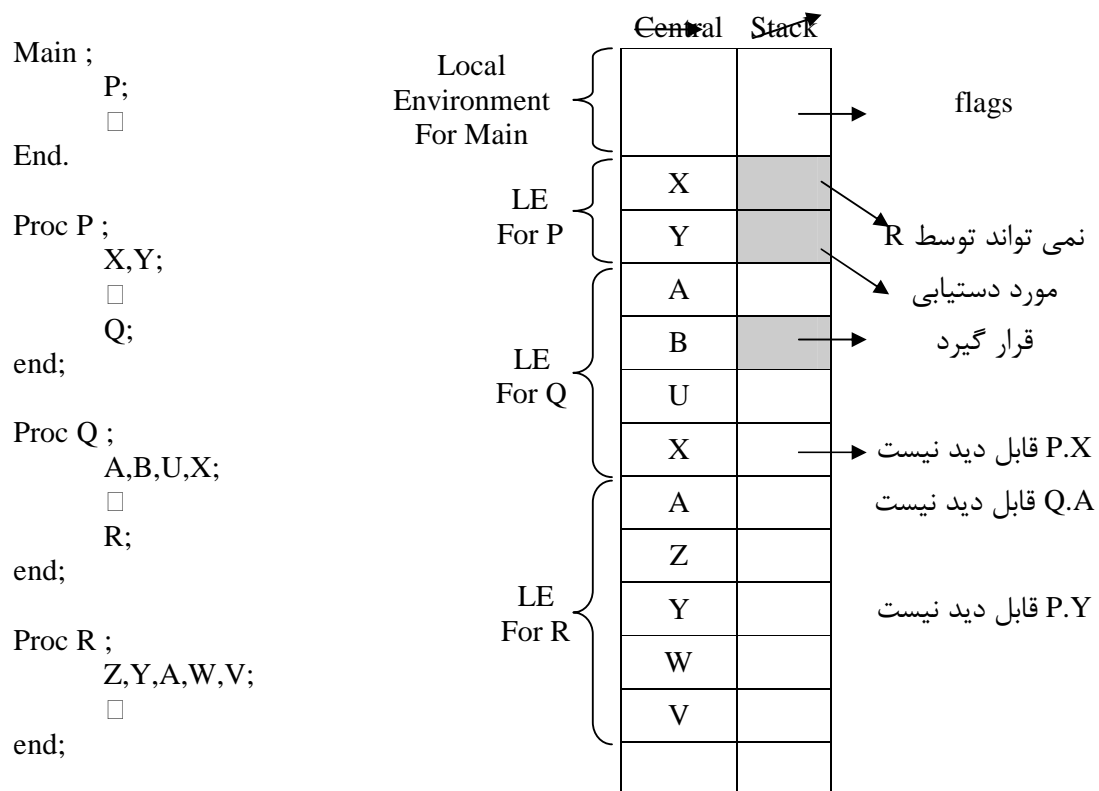 Main ;
P;
□
End.
Proc P ;
X,Y;
□
Q;
end;
Proc Q ;
A,B,U,X;
□
R;
end;
Proc R ;
Z,Y,A,W,V;
□
end;
Central Stack
Local
Environment
For Main
flags
LE
For P
X
Y
نمی تواند توسط R
مورد دستیابی
قرار گیرد
LE
For Q
A
B
U
X
P.X قابل دید نیست
LE
For R
A
Q.A قابل دید نیست
Z
Y
P.Y قابل دید نیست
W
V